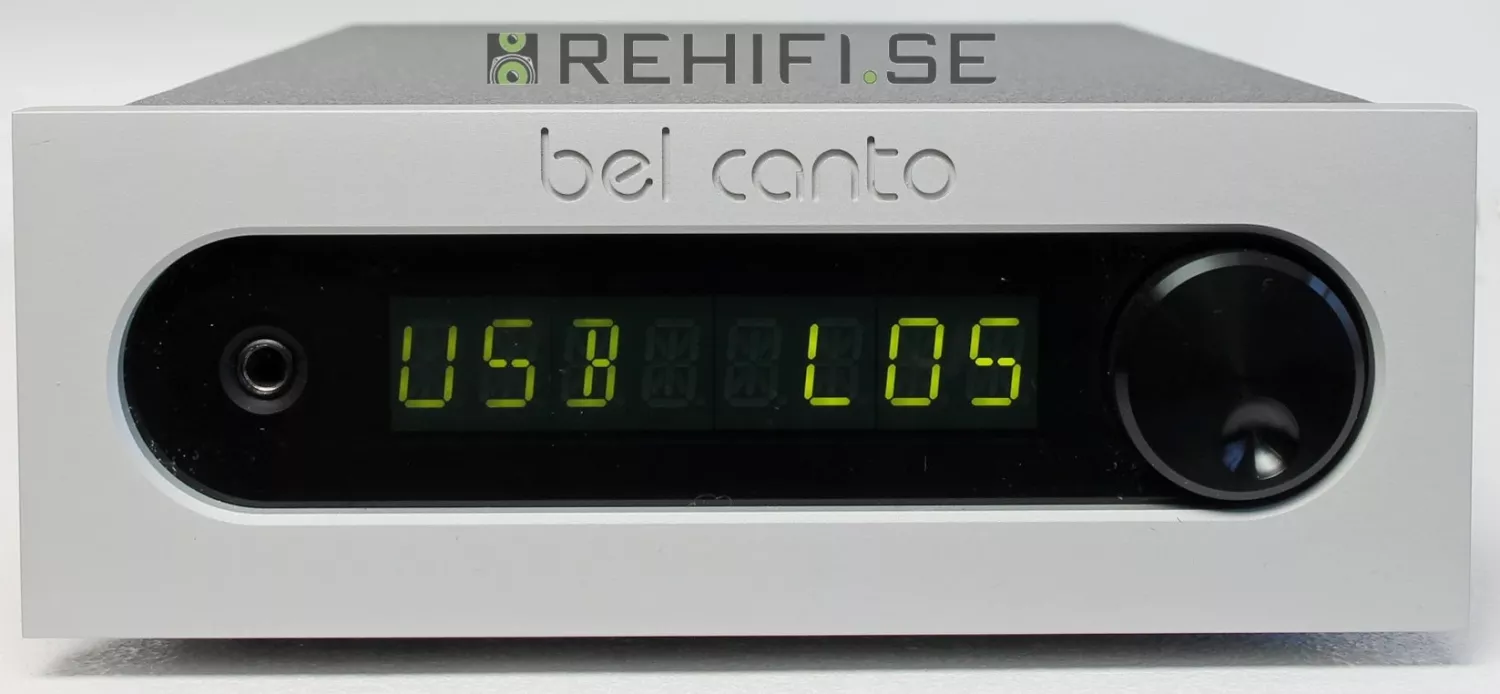 REHIFI.SE
bel canto
USB LOS